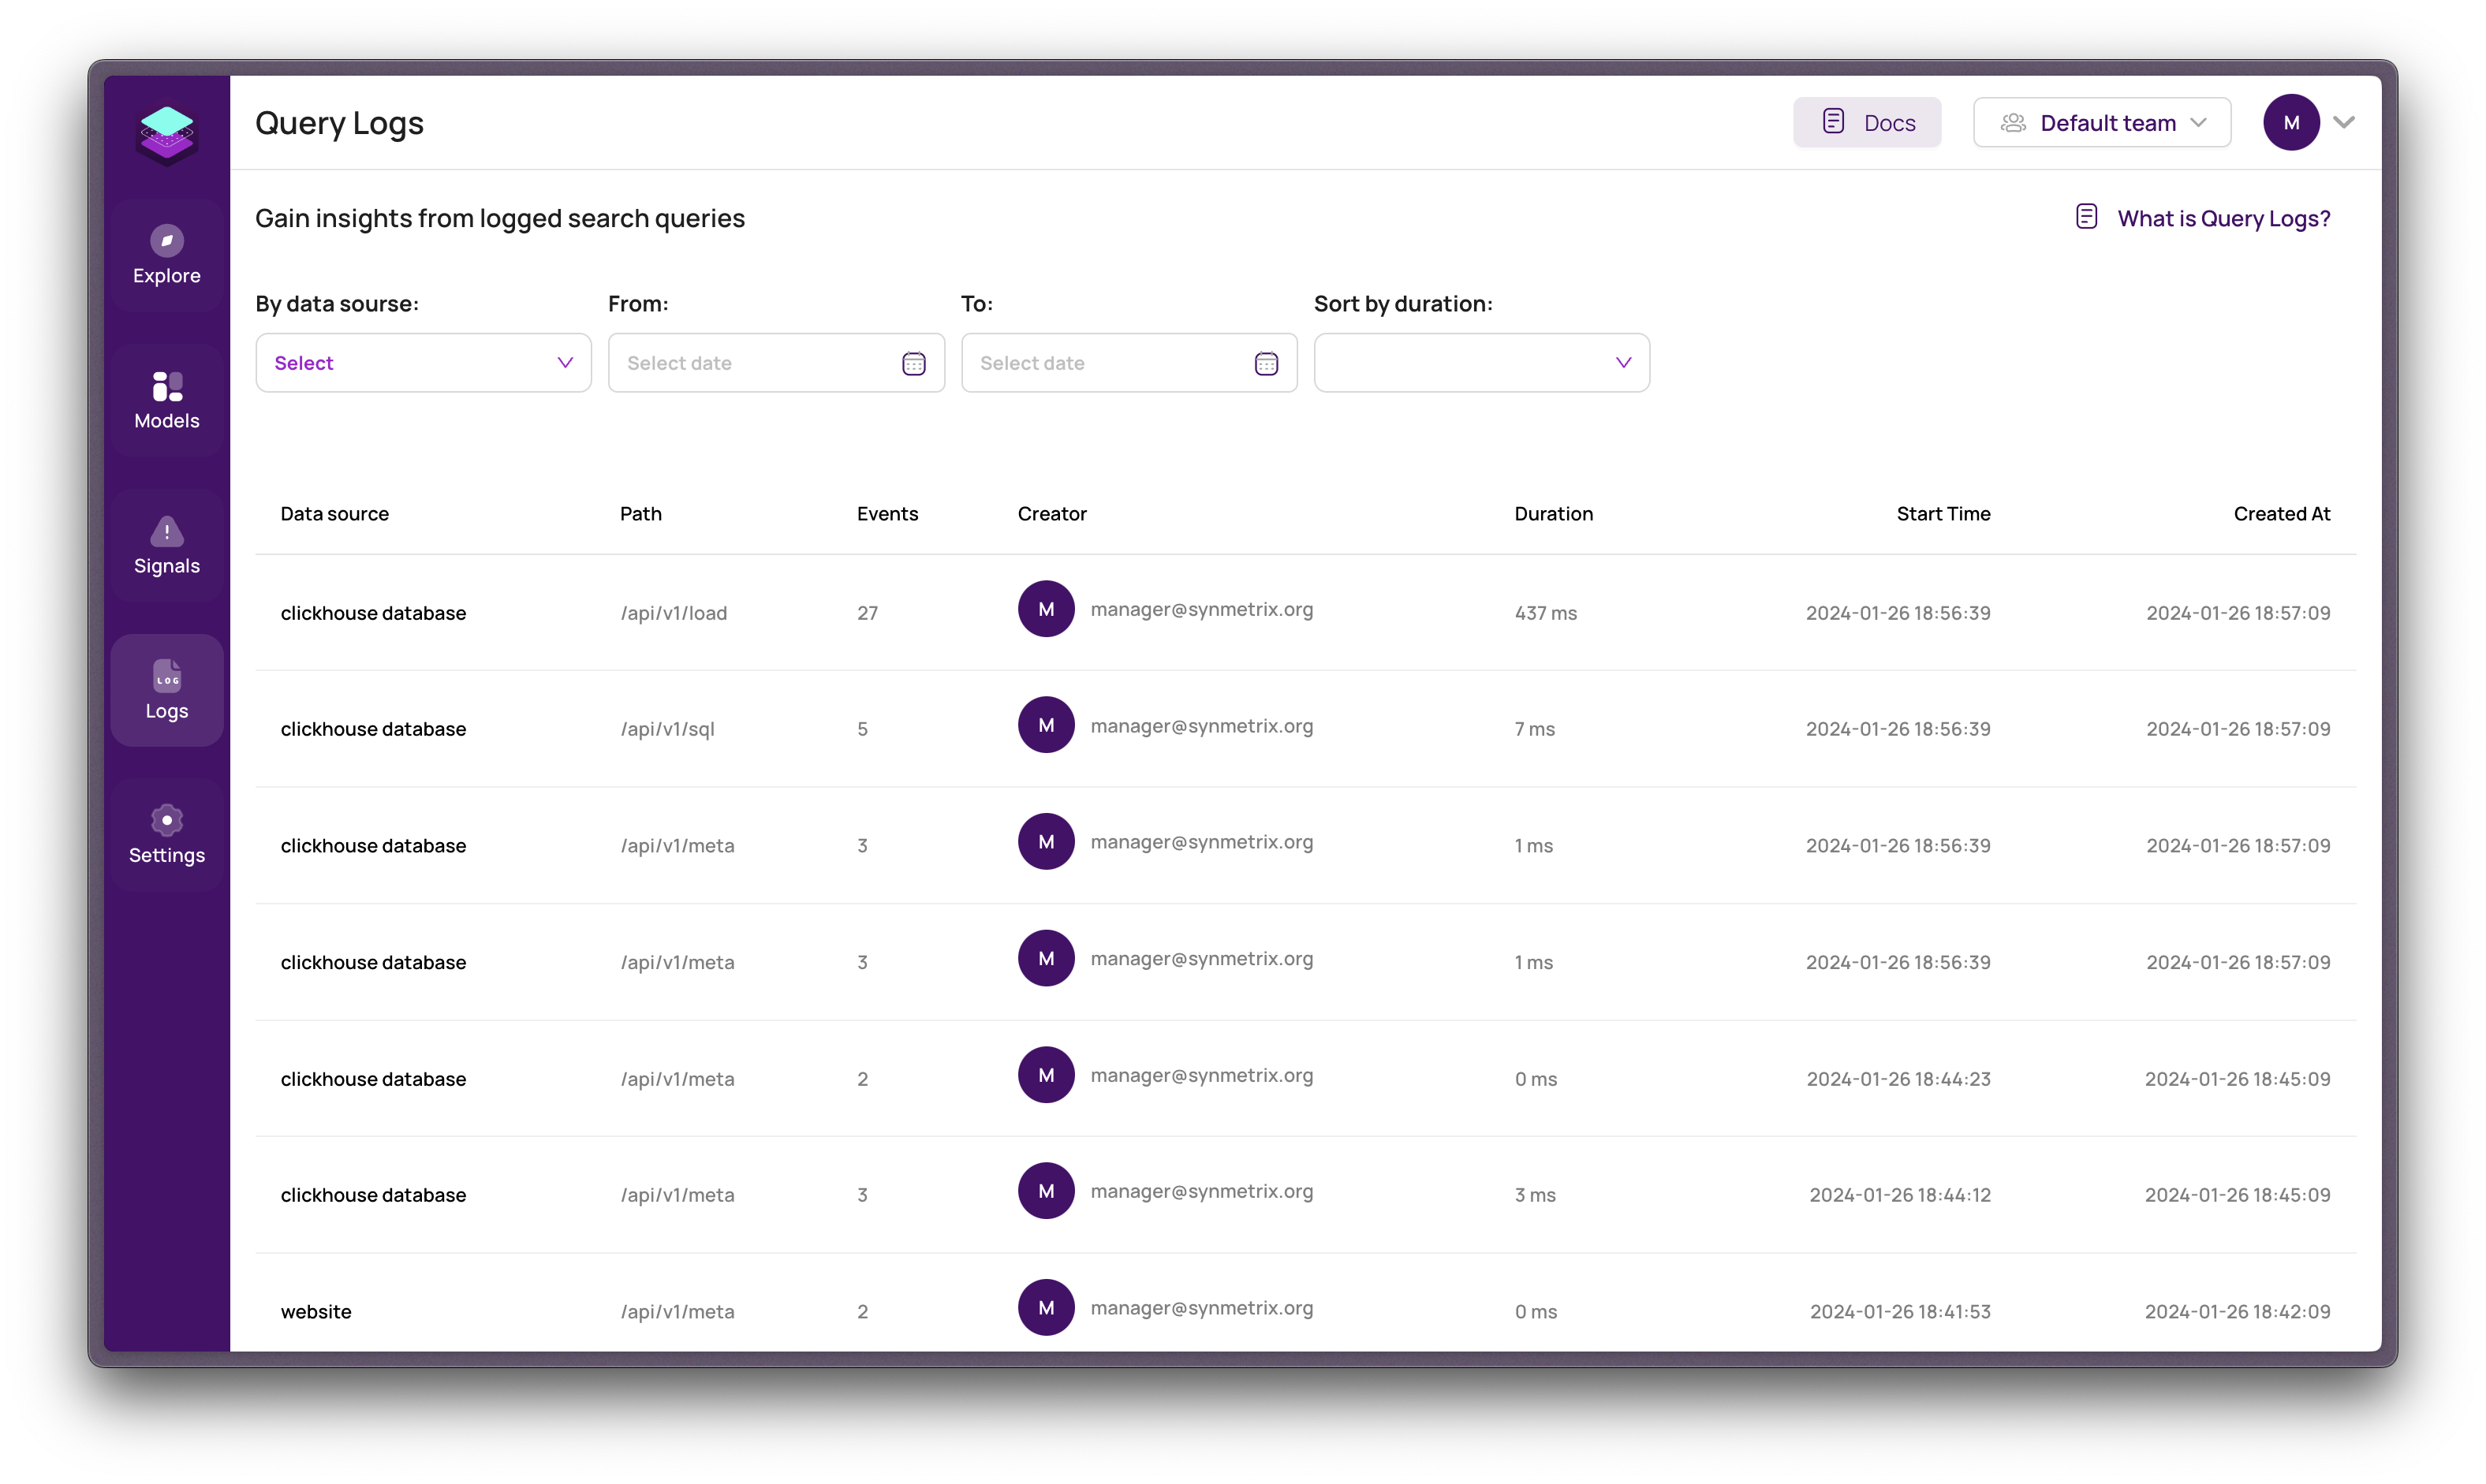 Query Logs
Docs
Default team
M
Gain insights from logged search queries
What is Query Logs?
Explore
Models
Signals
LOG
Logs
Settings
By data sourse: From: To: Sort by duration:
Select Select date Select date
Data source Path Events Creator Duration Start Time Created At
clickhouse database /api/v1/load 27 M manager@synmetrix.org 437 ms 2024-01-26 18:56:39 2024-01-26 18:57:09
clickhouse database /api/v1/sql 5 M manager@synmetrix.org 7 ms 2024-01-26 18:56:39 2024-01-26 18:57:09
clickhouse database /api/v1/meta 3 M manager@synmetrix.org 1 ms 2024-01-26 18:56:39 2024-01-26 18:57:09
clickhouse database /api/v1/meta 3 M manager@synmetrix.org 1 ms 2024-01-26 18:56:39 2024-01-26 18:57:09
clickhouse database /api/v1/meta 2 M manager@synmetrix.org 0 ms 2024-01-26 18:44:23 2024-01-26 18:45:09
clickhouse database /api/v1/meta 3 M manager@synmetrix.org 3 ms 2024-01-26 18:44:12 2024-01-26 18:45:09
website /api/v1/meta 2 M manager@synmetrix.org 0 ms 2024-01-26 18:41:53 2024-01-26 18:42:09